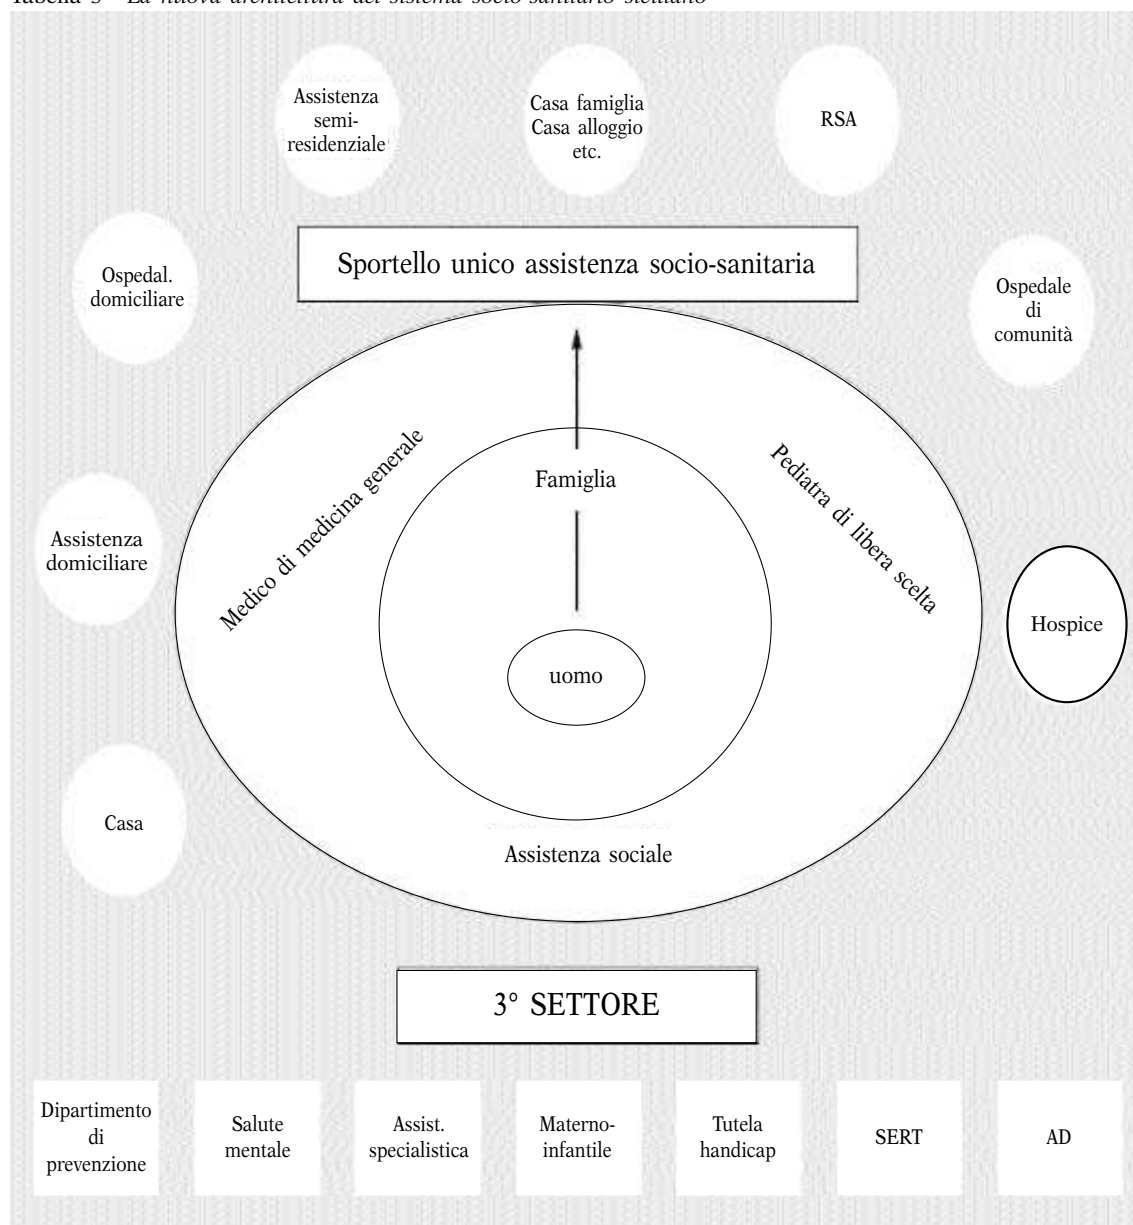 Tabella 3 - La nuova architettura del sistema socio-sanitario siciliano
Assistenza
semi-
residenziale
Casa famiglia
Casa alloggio
etc.
RSA
Sportello unico assistenza socio-sanitaria
Ospedal.
domiciliare
Ospedale
di
comunità
Medico di medicina generale
Famiglia
Pediatra di libera scelta
Assistenza
domiciliare
Hospice
uomo
Casa
Assistenza sociale
3° SETTORE
Dipartimento
di
prevenzione
Salute
mentale
Assist.
specialistica
Materno-
infantile
Tutela
handicap
SERT
AD